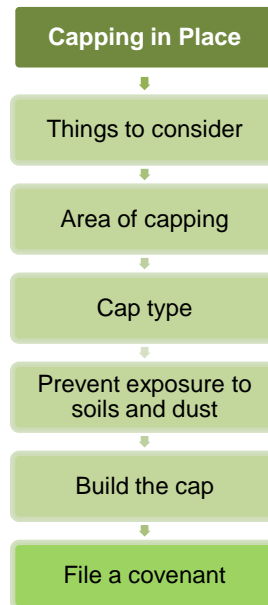 Capping in Place
Things to consider
Area of capping
Cap type
Prevent exposure to
soils and dust
Build the cap
File a covenant